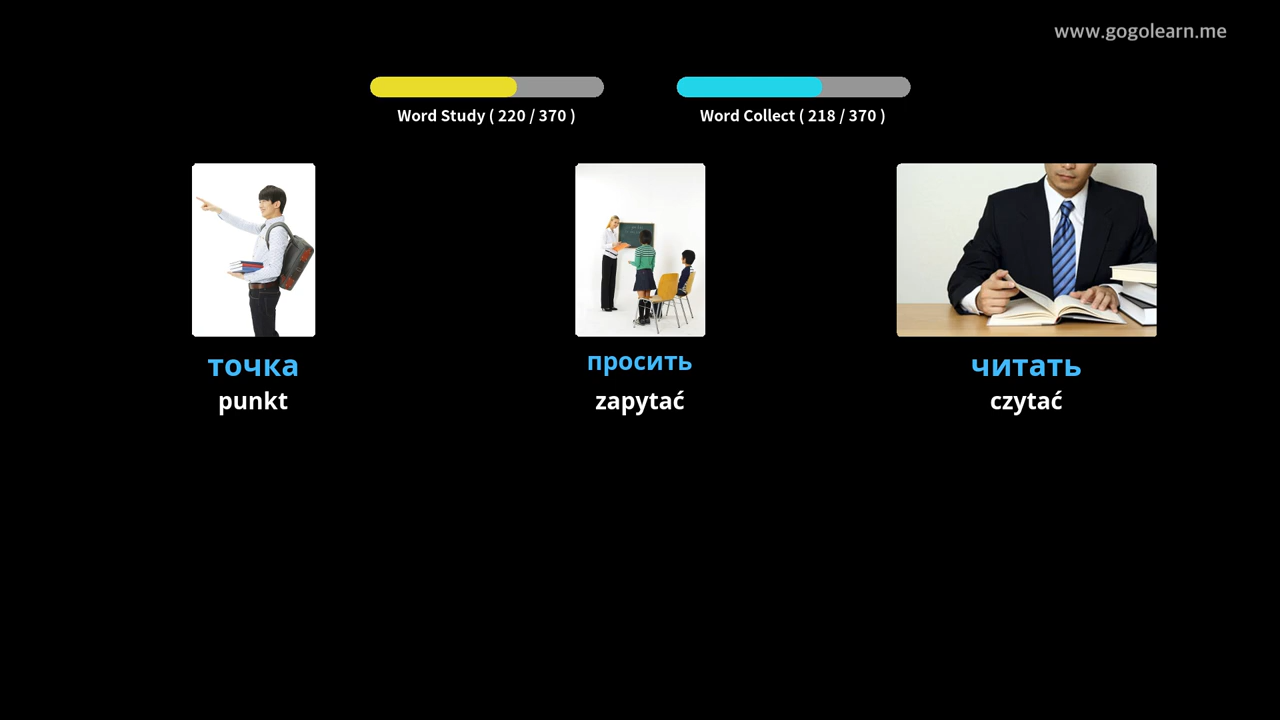 www.gogolearn.me
Word Study ( 220 / 370 )
Word Collect ( 218 / 370 )
точка
punkt
просить
zapytać
читать
czytać